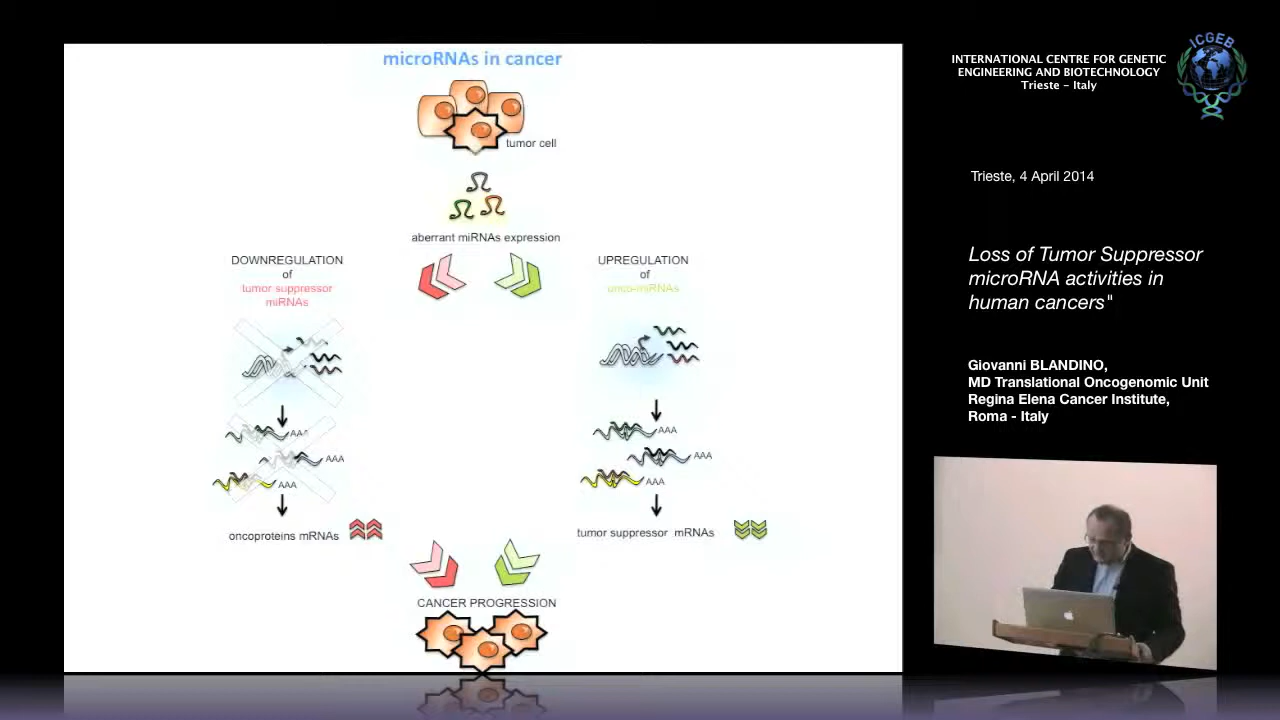 microRNAs in cancer
tumor cell
aberrant miRNAs expression
DOWNREGULATION
of
tumor suppressor
miRNAs
UPREGULATION
of
onco-miRNAs
AAA
AAA
AAA
AAA
AAA
AAA
oncoproteins mRNAs
tumor suppressor mRNAs
CANCER PROGRESSION
INTERNATIONAL CENTRE FOR GENETIC
ENGINEERING AND BIOTECHNOLOGY
Trieste - Italy
ICGEB
Trieste, 4 April 2014
Loss of Tumor Suppressor
microRNA activities in
human cancers"
Giovanni BLANDINO,
MD Translational Oncogenomic Unit
Regina Elena Cancer Institute,
Roma - Italy